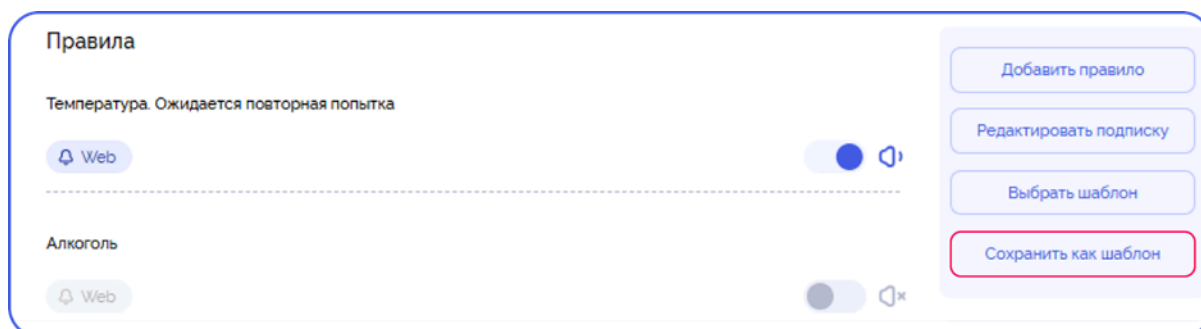 Правила
Температура. Ожидается повторная попытка
Web
Алкоголь
Web
Добавить правило
Редактировать подписку
Выбрать шаблон
Сохранить как шаблон